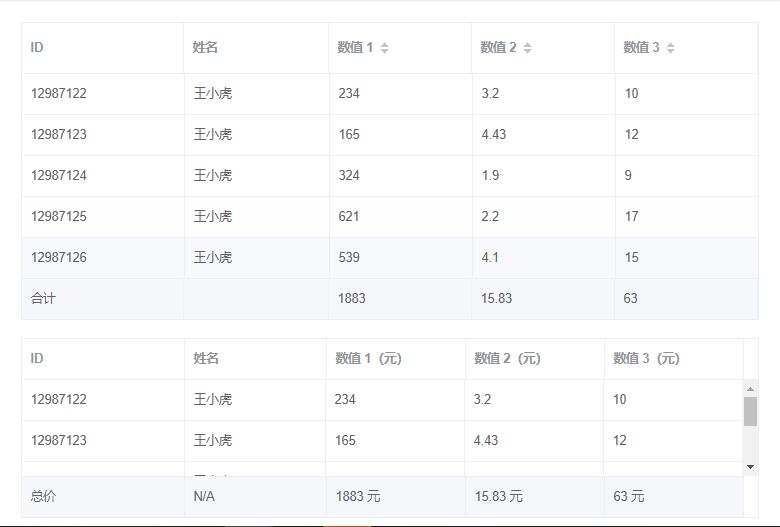 ID 姓名 数值 1 数值 2 数值 3
12987122 王小虎 234 3.2 10
12987123 王小虎 165 4.43 12
12987124 王小虎 324 1.9 9
12987125 王小虎 621 2.2 17
12987126 王小虎 539 4.1 15
合计 1883 15.83 63
ID 姓名 数值 1（元） 数值 2（元） 数值 3（元）
12987122 王小虎 234 3.2 10
12987123 王小虎 165 4.43 12
总价 N/A 1883 元 15.83 元 63 元